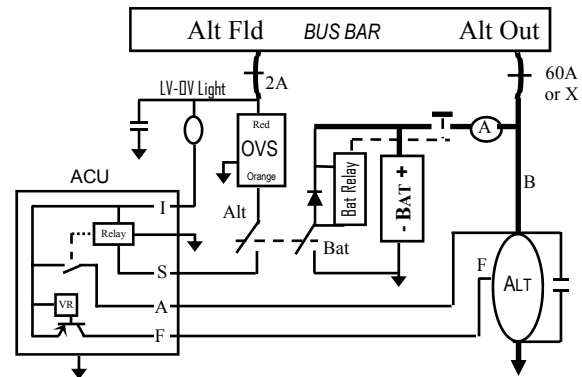 Alt Fld BUS BAR Alt Out
2A
60A
or X
LV-OV Light
Red
OVS
Orange
A
Bat Relay
- BAT +
B
ACU
I
Alt
Relay
Bat
S
F
ALT
A
VR
F